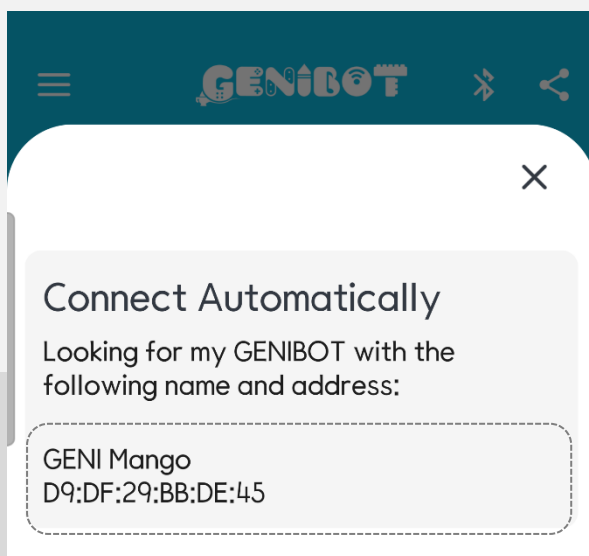 GENIBOT
Connect Automatically
Looking for my GENIBOT with the
following name and address:
GENI Mango
D9:DF:29:BB:DE:45